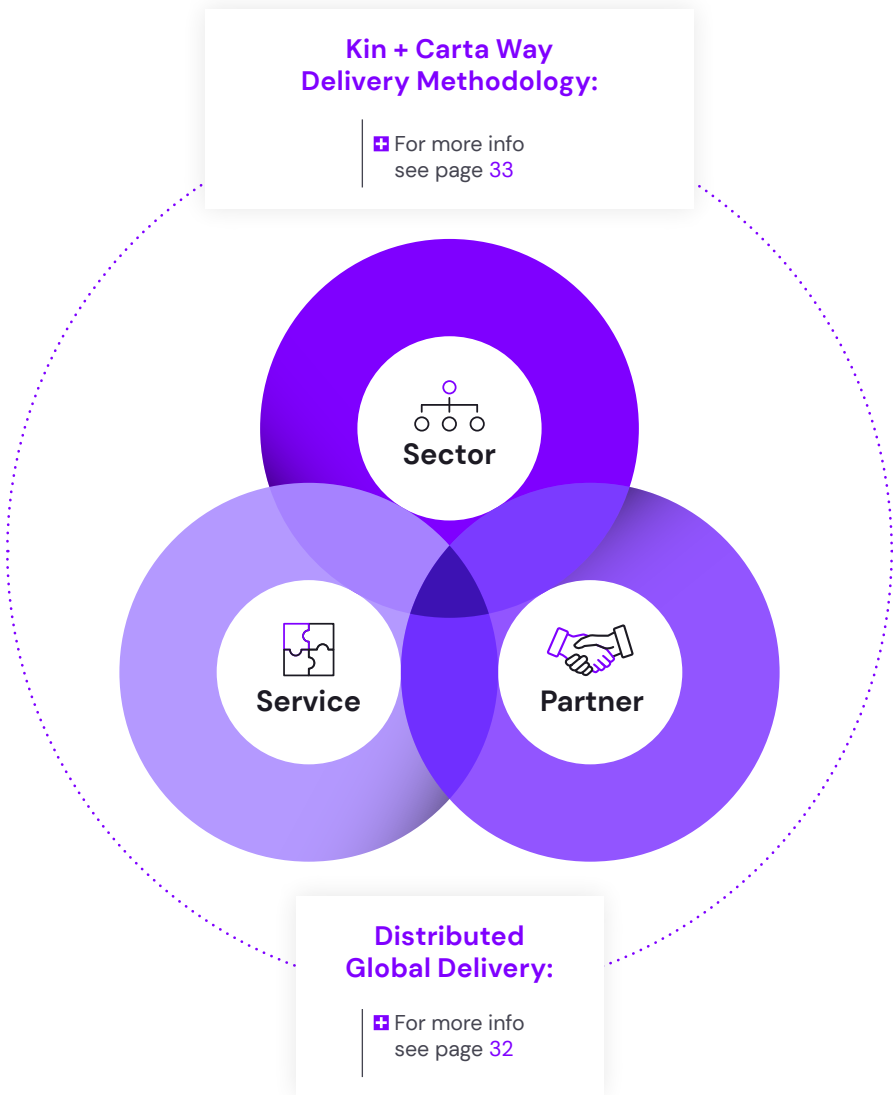 Kin + Carta Way
Delivery Methodology:
For more info
see page 33
Sector
Service
Partner
Distributed
Global Delivery:
For more info
see page 32